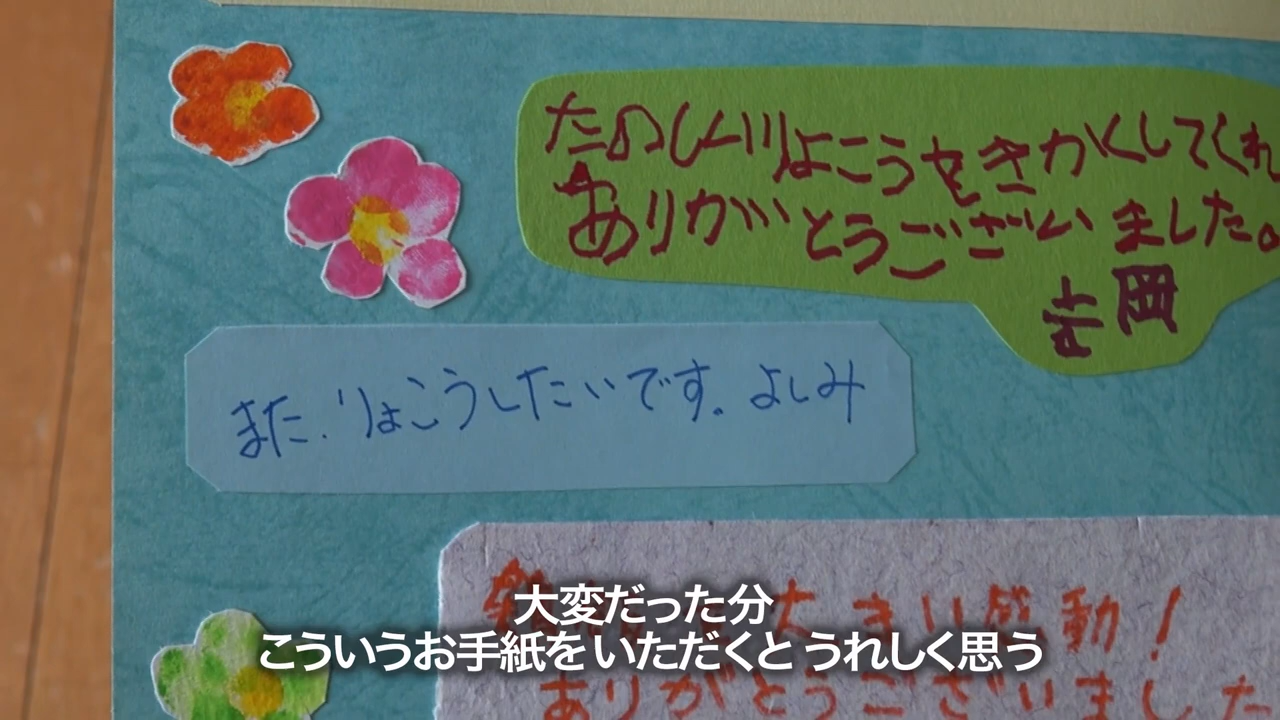 たのしいりょこうをきかくしてくれ
ありがとうございました。
吉岡
また、りょこうしたいです。よしみ
大きい感動！
ありがとうございました
大変だった分
こういうお手紙をいただくと うれしく思う